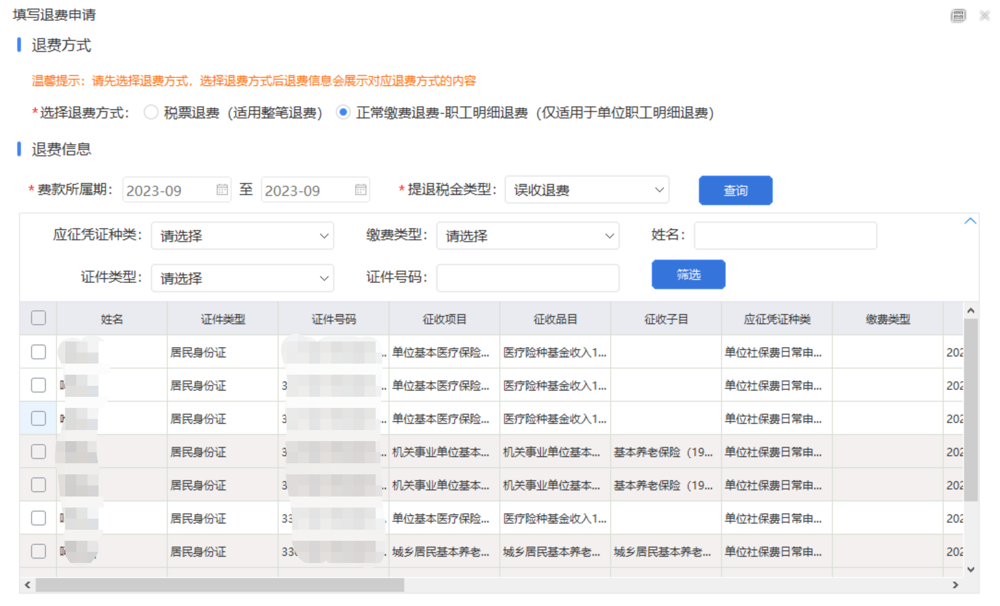 填写退费申请
退费方式
温馨提示：请先选择退费方式，选择退费方式后退费信息会展示对应退费方式的内容
*选择退费方式： 税票退费（适用整笔退费） 正常缴费退费-职工明细退费（仅适用于单位职工明细退费）
退费信息
*费款所属期： 2023-09 至 2023-09 *提退税金类型： 误收退费 查询
应征凭证种类： 请选择 缴费类型： 请选择 姓名：
证件类型： 请选择 证件号码： 筛选
姓名 证件类型 证件号码 征收项目 征收品目 征收子目 应征凭证种类 缴费类型
居民身份证 .. 单位基本医疗保险... 医疗险种基金收入1... 单位社保费日常申... 202
居民身份证 3 .. 单位基本医疗保险... 医疗险种基金收入1... 单位社保费日常申... 202
居民身份证 3 .. 单位基本医疗保险... 医疗险种基金收入1... 单位社保费日常申... 202
居民身份证 3 .. 机关事业单位基本... 机关事业单位基本... 基本养老保险（19... 单位社保费日常申... 202
居民身份证 3 .. 机关事业单位基本... 机关事业单位基本... 基本养老保险（19... 单位社保费日常申... 202
居民身份证 33 . 单位基本医疗保险... 医疗险种基金收入1... 单位社保费日常申... 202
居民身份证 330 . 城乡居民基本养老... 城乡居民基本养老... 城乡居民基本养老... 单位社保费日常申... 202